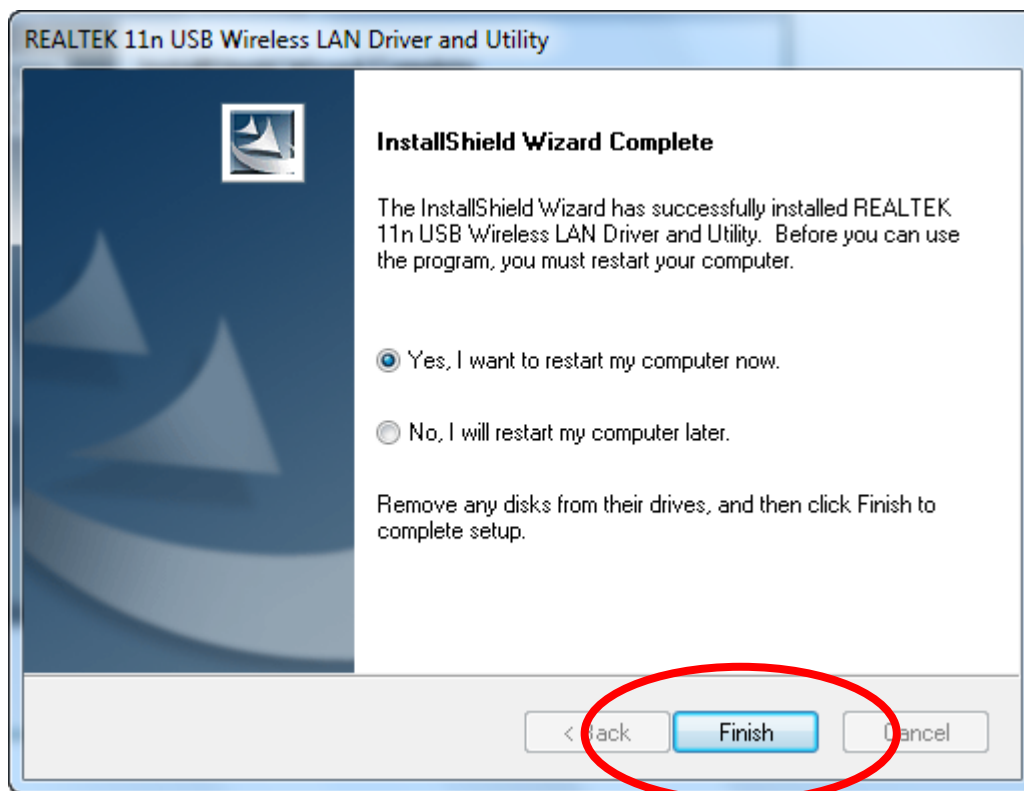 REALTEK 11n USB Wireless LAN Driver and Utility
InstallShield Wizard Complete
The InstallShield Wizard has successfully installed REALTEK
11n USB Wireless LAN Driver and Utility.  Before you can use
the program, you must restart your computer.
Yes, I want to restart my computer now.
No, I will restart my computer later.
Remove any disks from their drives, and then click Finish to
complete setup.
< Back
Finish
Cancel